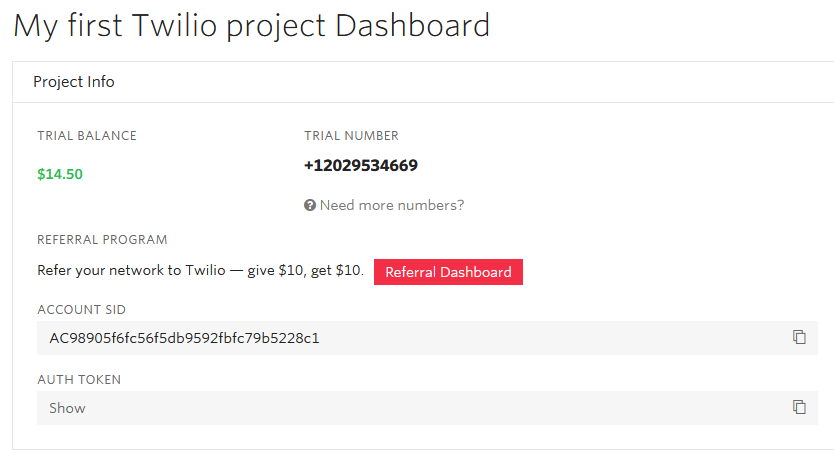 My first Twilio project Dashboard
Project Info
TRIAL BALANCE
$14.50
TRIAL NUMBER
+12029534669
Need more numbers?
REFERRAL PROGRAM
Refer your network to Twilio — give $10, get $10. Referral Dashboard
ACCOUNT SID
AC98905f6fc56f5db9592fbfc79b5228c1
AUTH TOKEN
Show